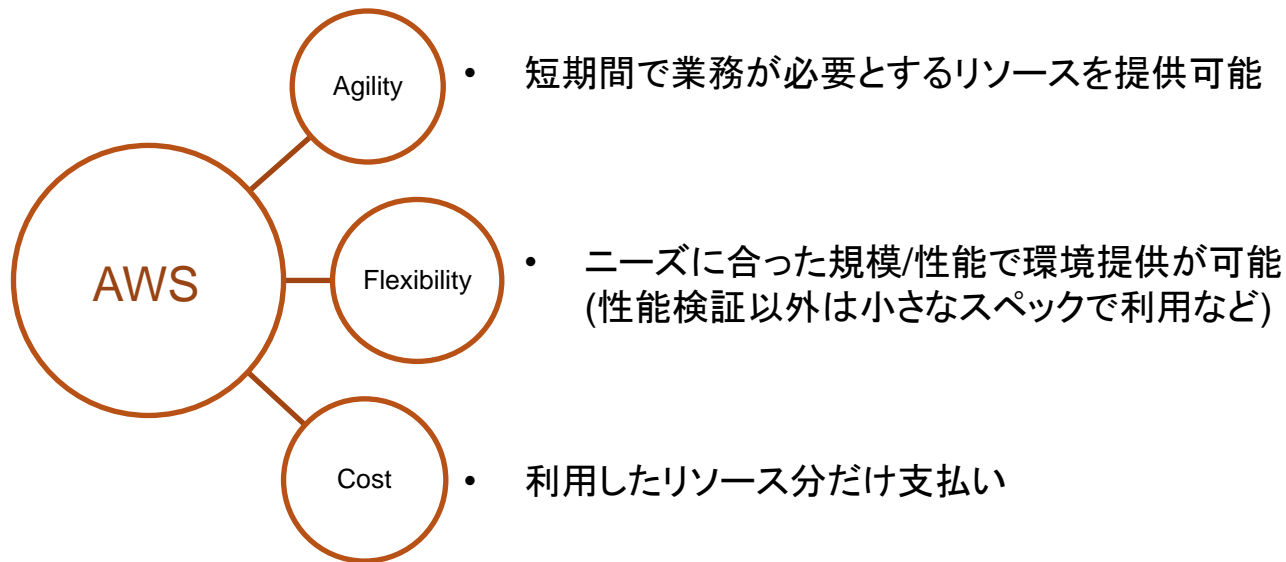 Agility
• 短期間で業務が必要とするリソースを提供可能
AWS
Flexibility
• ニーズに合った規模/性能で環境提供が可能
(性能検証以外は小さなスペックで利用など)
Cost
• 利用したリソース分だけ支払い